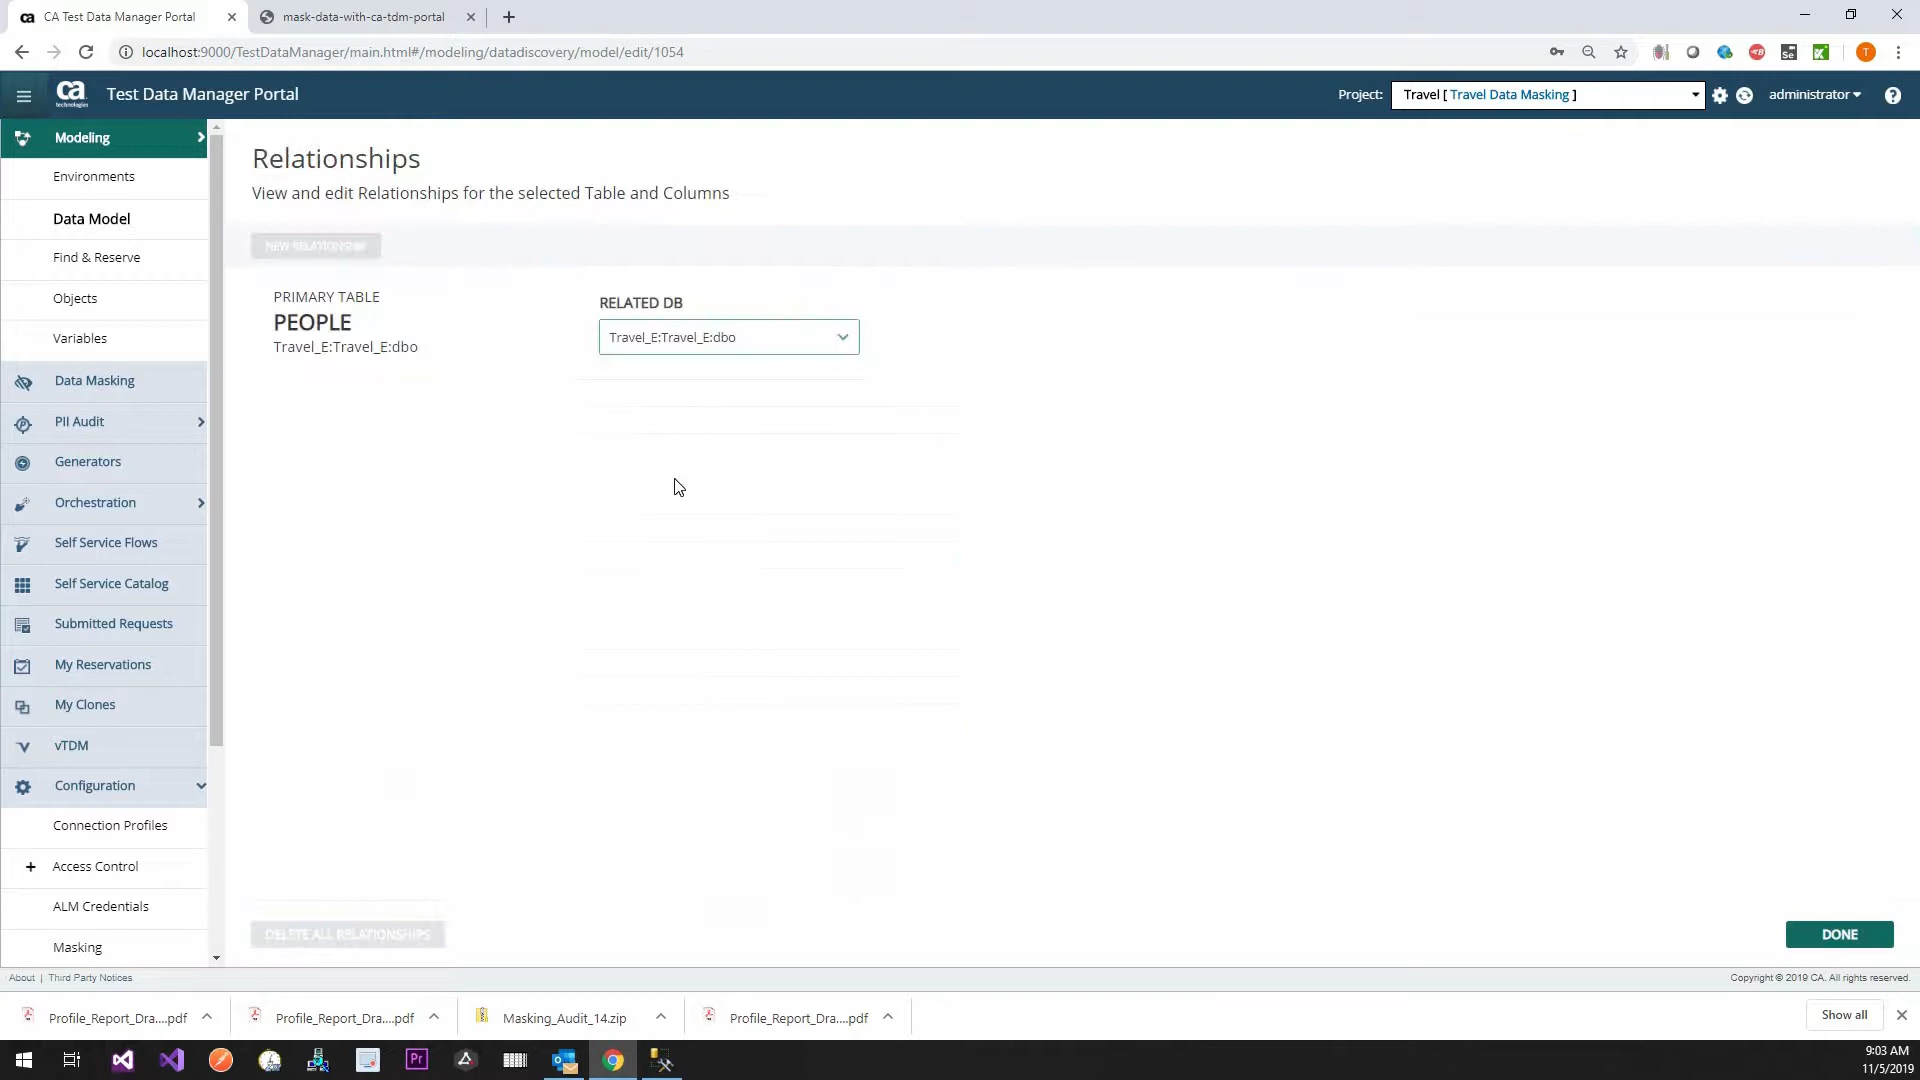 CA Test Data Manager Portal
mask-data-with-ca-tdm-portal
localhost:9000/TestDataManager/main.html#/modeling/datadiscovery/model/edit/1054
T
ca technologies
Test Data Manager Portal
Project:
Travel [ Travel Data Masking ]
administrator
Modeling
Environments
Data Model
Find & Reserve
Objects
Variables
Data Masking
PII Audit
Generators
Orchestration
Self Service Flows
Self Service Catalog
Submitted Requests
My Reservations
My Clones
vTDM
Configuration
Connection Profiles
Access Control
ALM Credentials
Masking
Relationships
View and edit Relationships for the selected Table and Columns
NEW RELATIONSHIP
PRIMARY TABLE
PEOPLE
Travel_E:Travel_E:dbo
RELATED DB
Travel_E:Travel_E:dbo
DELETE ALL RELATIONSHIPS
DONE
About | Third Party Notices
Copyright © 2019 CA. All rights reserved.
Profile_Report_Dra....pdf
Profile_Report_Dra....pdf
Masking_Audit_14.zip
Profile_Report_Dra....pdf
Show all
Pr
9:03 AM
11/5/2019